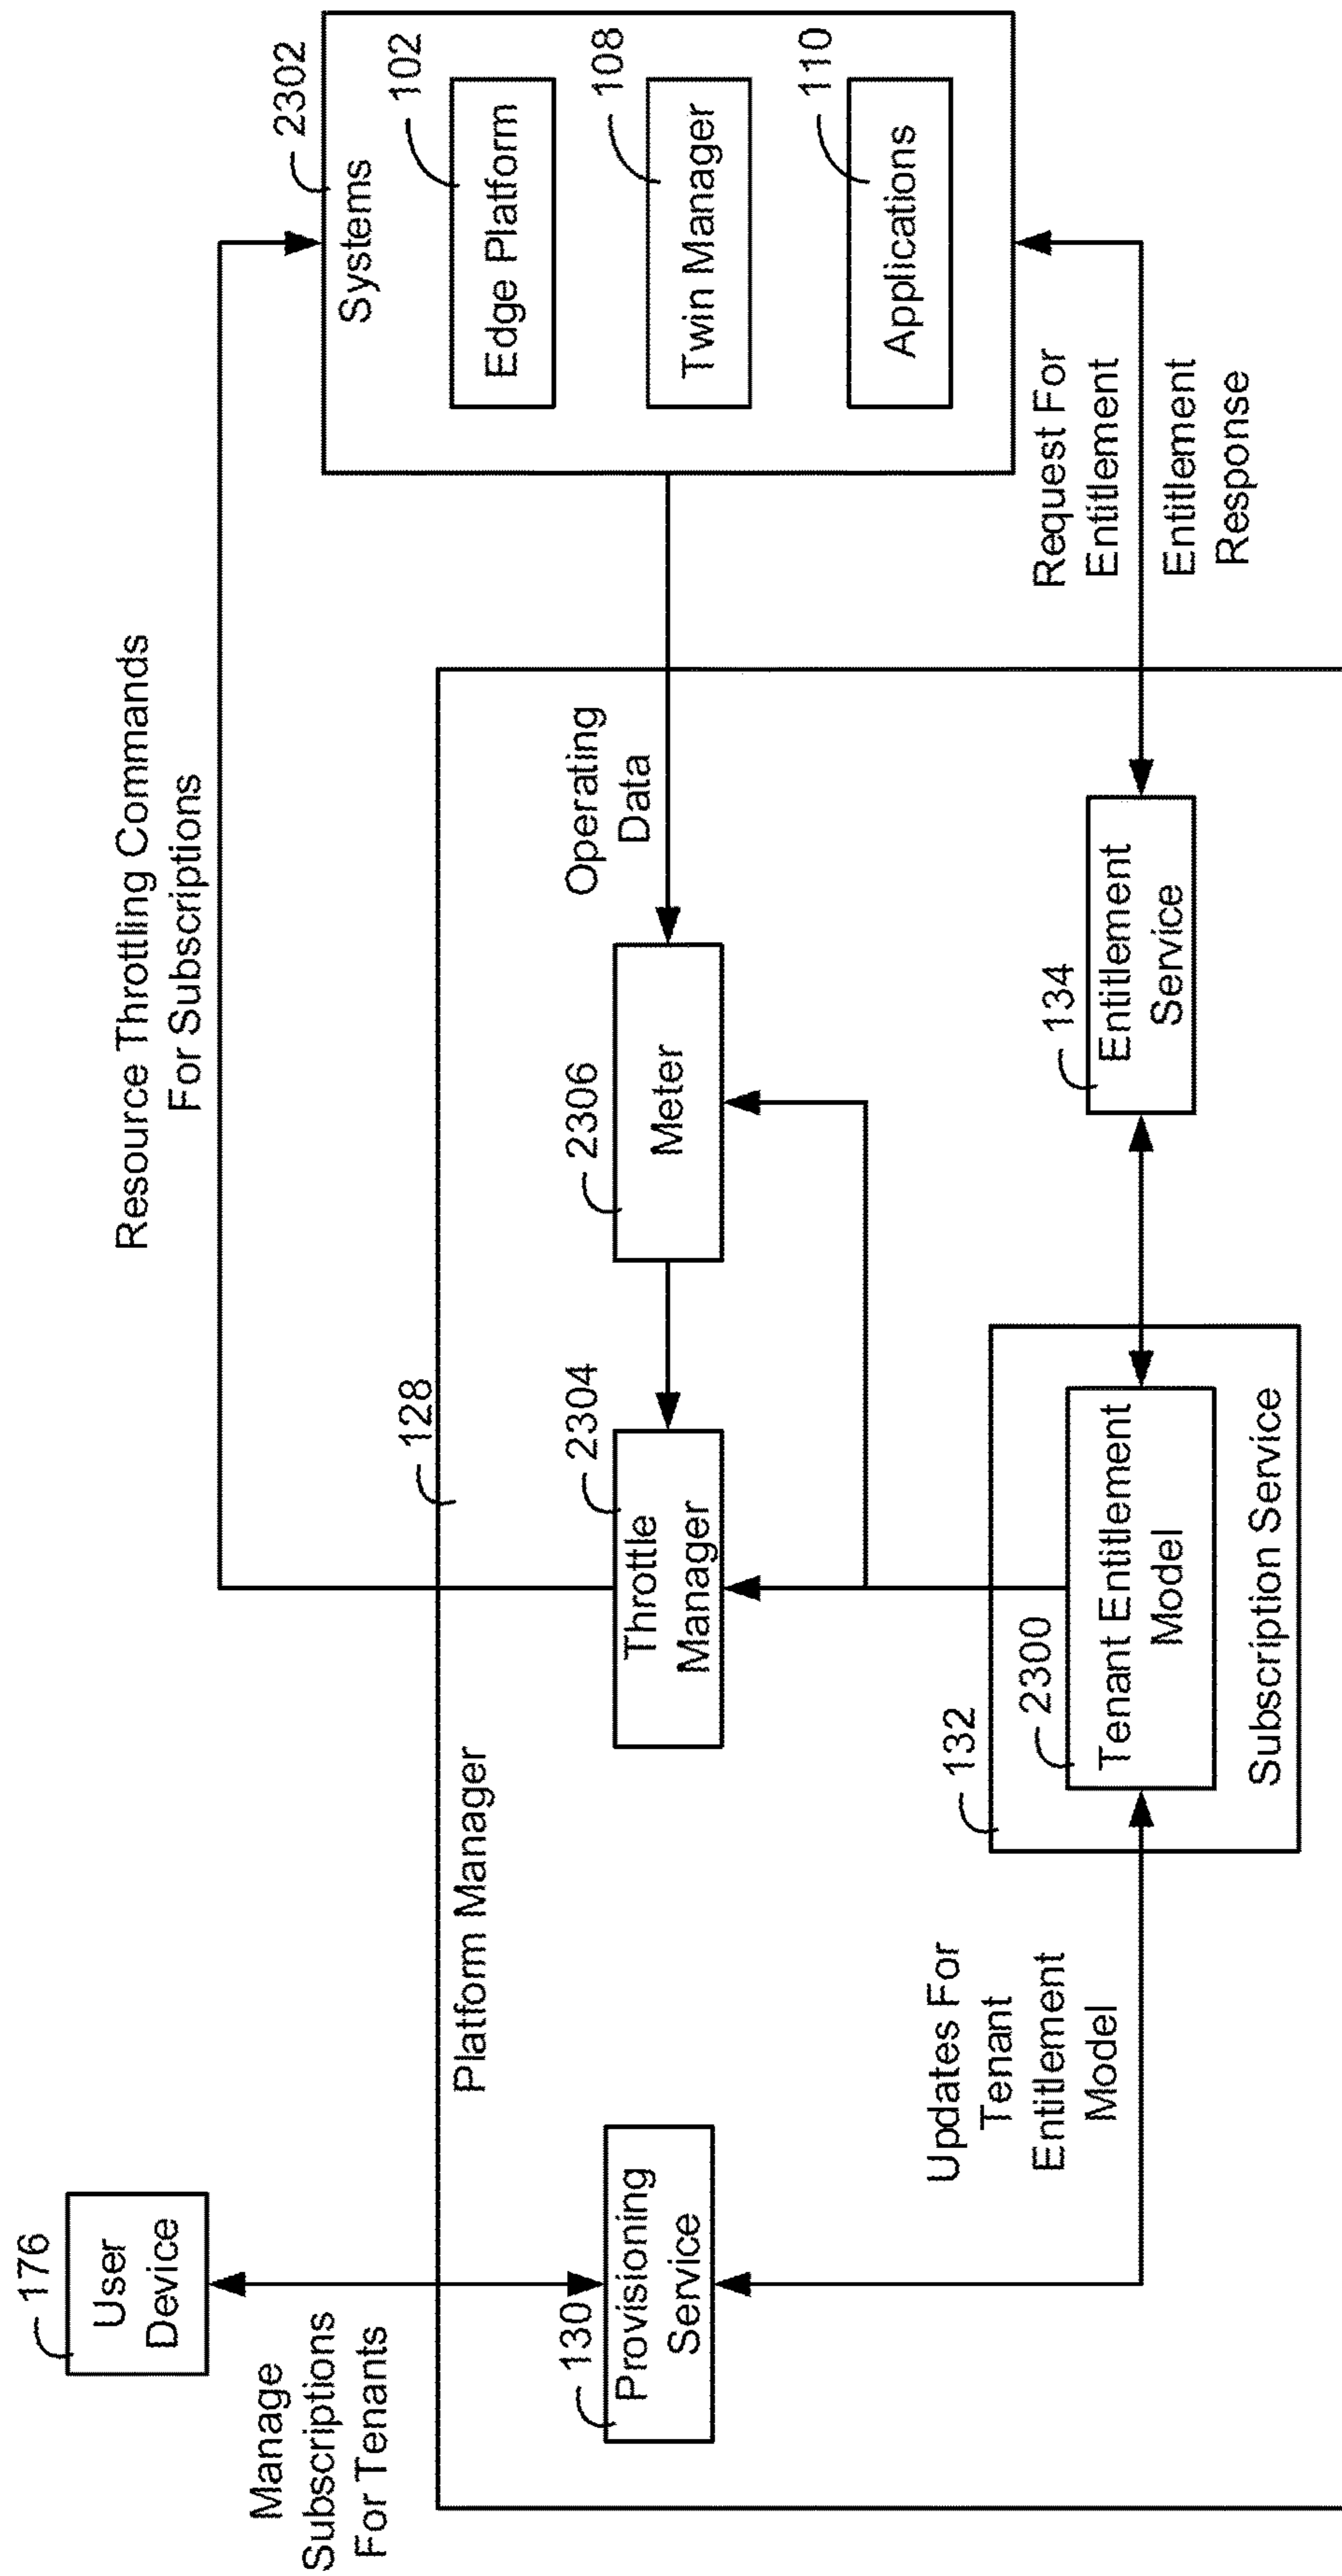 176
User
Device
Manage
Subscriptions
For Tenants
Resource Throttling Commands
For Subscriptions
2302
Systems
102
Edge Platform
108
Twin Manager
110
Applications
Platform Manager
128
130
Provisioning
Service
2304
Throttle
Manager
2306
Meter
Operating
Data
Updates For
Tenant
Entitlement
Model
132
2300
Tenant Entitlement
Model
Subscription Service
134
Entitlement
Service
Request For
Entitlement
Entitlement
Response